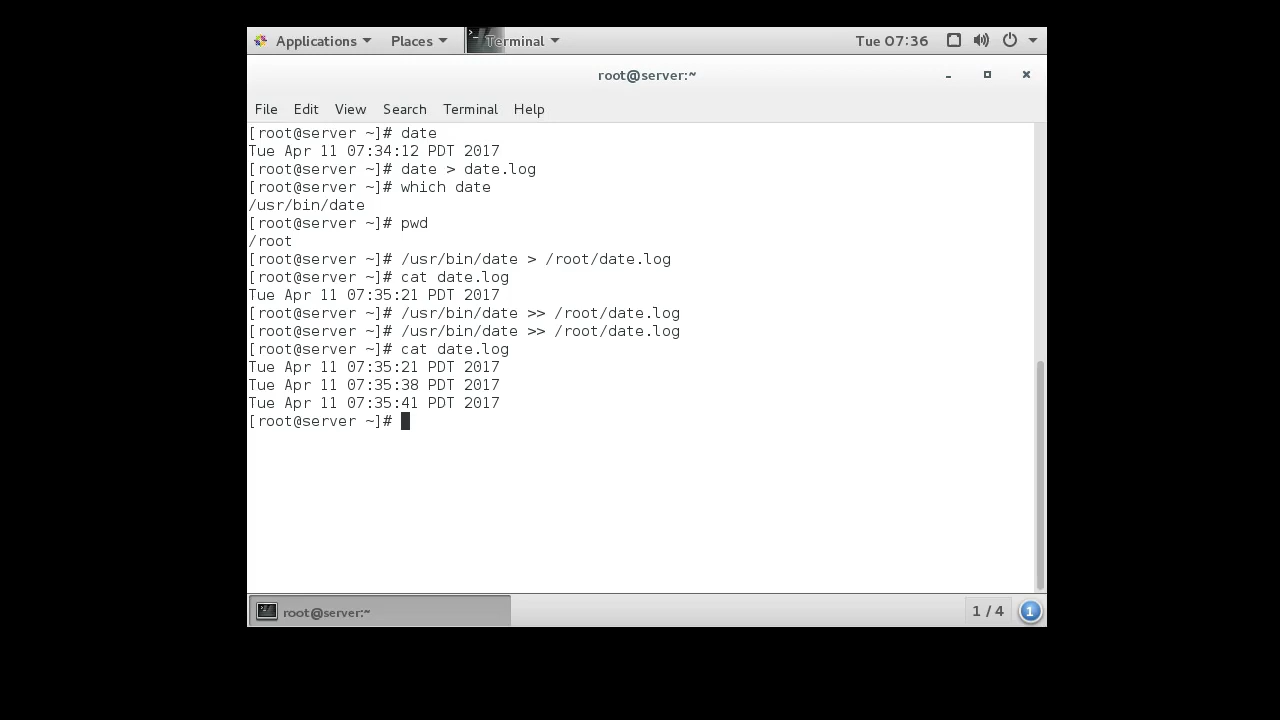 Applications Places Terminal Tue 07:36
root@server:~
File Edit View Search Terminal Help
[root@server ~]# date
Tue Apr 11 07:34:12 PDT 2017
[root@server ~]# date > date.log
[root@server ~]# which date
/usr/bin/date
[root@server ~]# pwd
/root
[root@server ~]# /usr/bin/date > /root/date.log
[root@server ~]# cat date.log
Tue Apr 11 07:35:21 PDT 2017
[root@server ~]# /usr/bin/date >> /root/date.log
[root@server ~]# /usr/bin/date >> /root/date.log
[root@server ~]# cat date.log
Tue Apr 11 07:35:21 PDT 2017
Tue Apr 11 07:35:38 PDT 2017
Tue Apr 11 07:35:41 PDT 2017
[root@server ~]#
root@server:~ 1 / 4 1